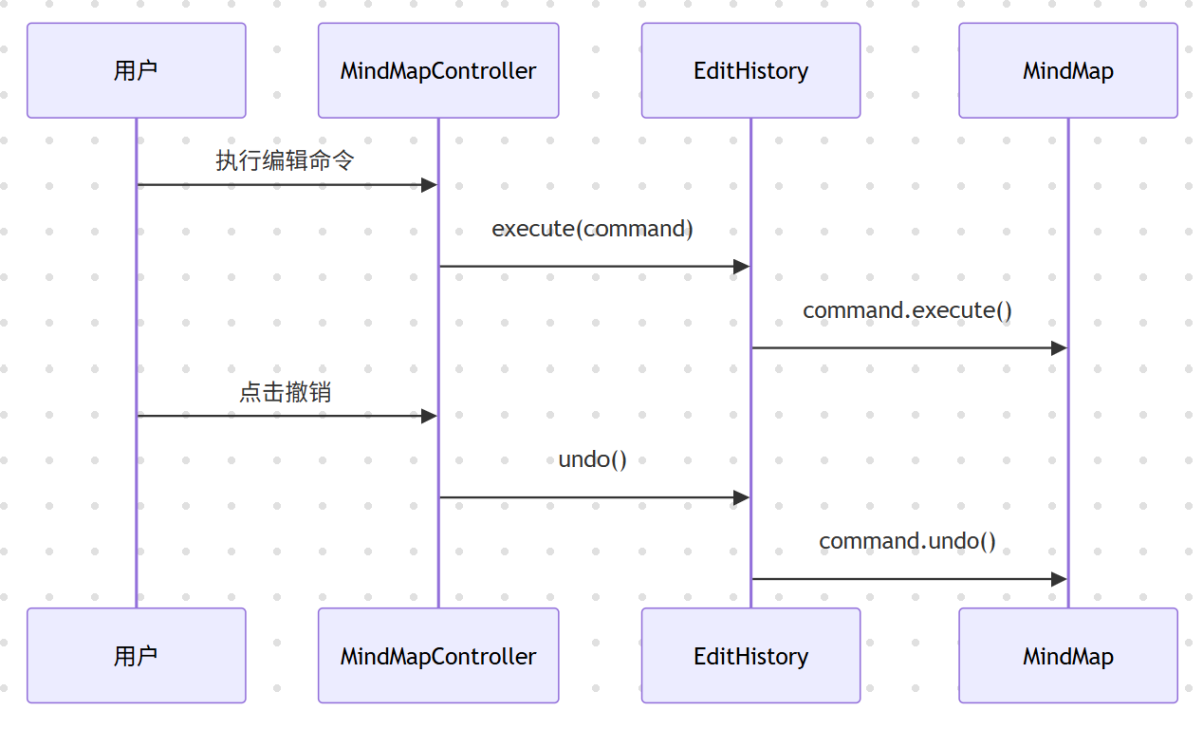 用户
MindMapController
EditHistory
MindMap
执行编辑命令
execute(command)
command.execute()
点击撤销
undo()
command.undo()
用户
MindMapController
EditHistory
MindMap